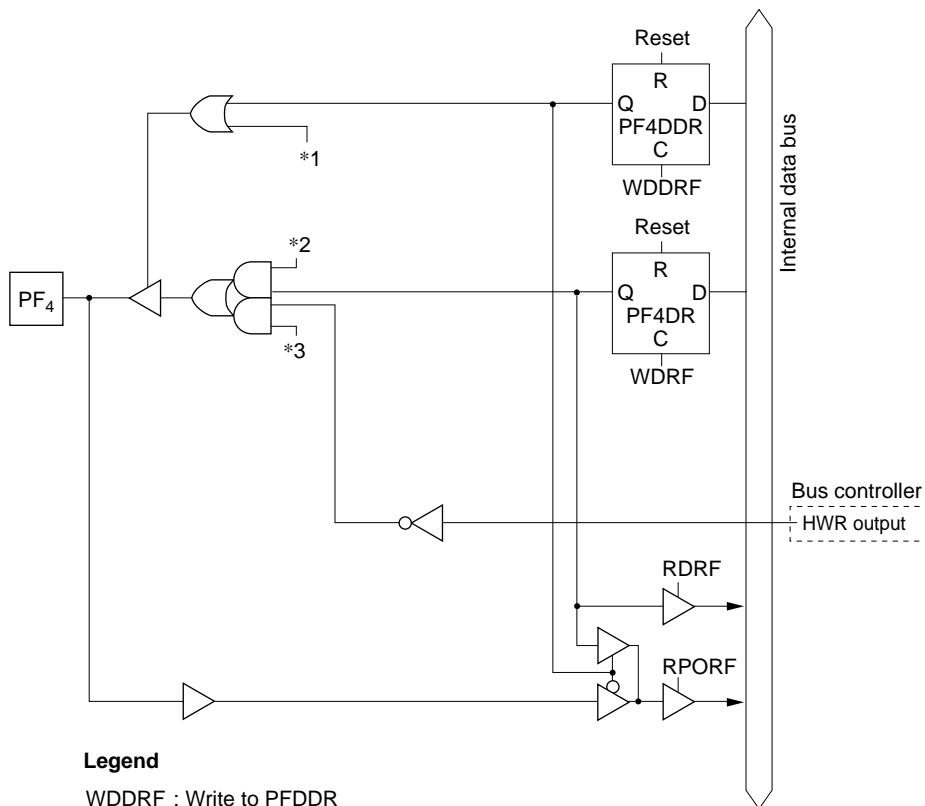 Reset
R
Q D
PF4DDR
C
WDDRF
*1
Internal data bus
Reset
R
Q D
PF4DR
C
WDRF
*2
*3
PF4
Bus controller
HWR output
RDRF
RPORF
Legend
WDDRF : Write to PFDDR